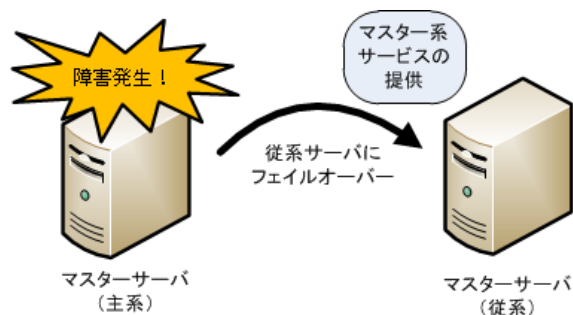 障害発生！
マスター系
サービスの
提供
従系サーバに
フェイルオーバー
マスターサーバ
（主系）
マスターサーバ
（従系）